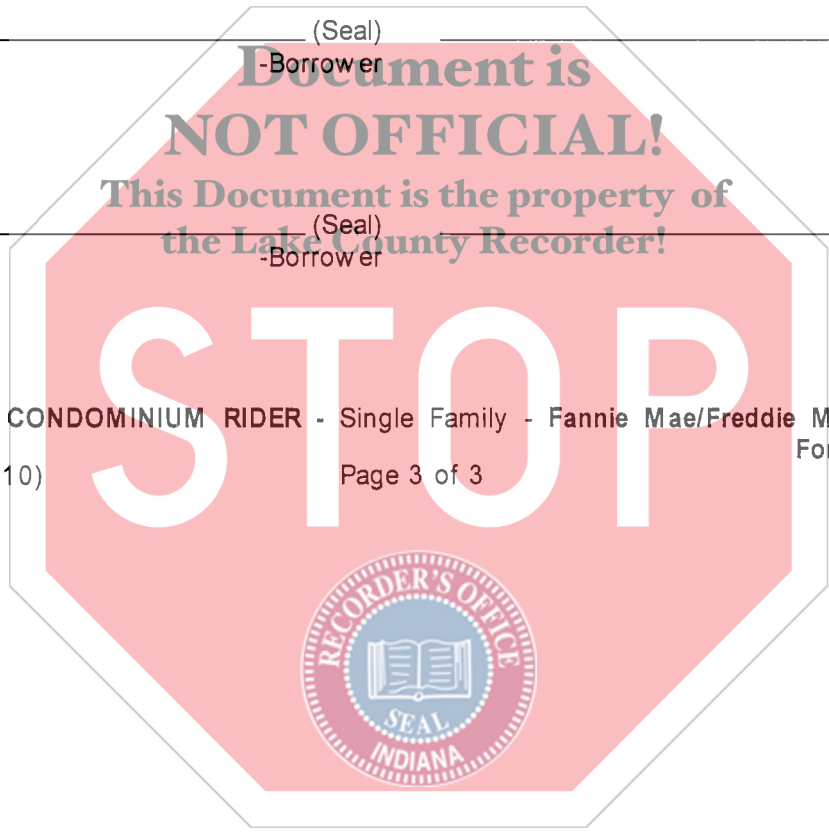 (Seal)
-Borrower
Document is
NOT OFFICIAL!
This Document is the property of
the Lake County Recorder!
(Seal)
-Borrower
STOP
CONDOMINIUM RIDER - Single Family - Fannie Mae/Freddie M
For
10)
Page 3 of 3
RECORDER'S OFFICE
SEAL
INDIANA